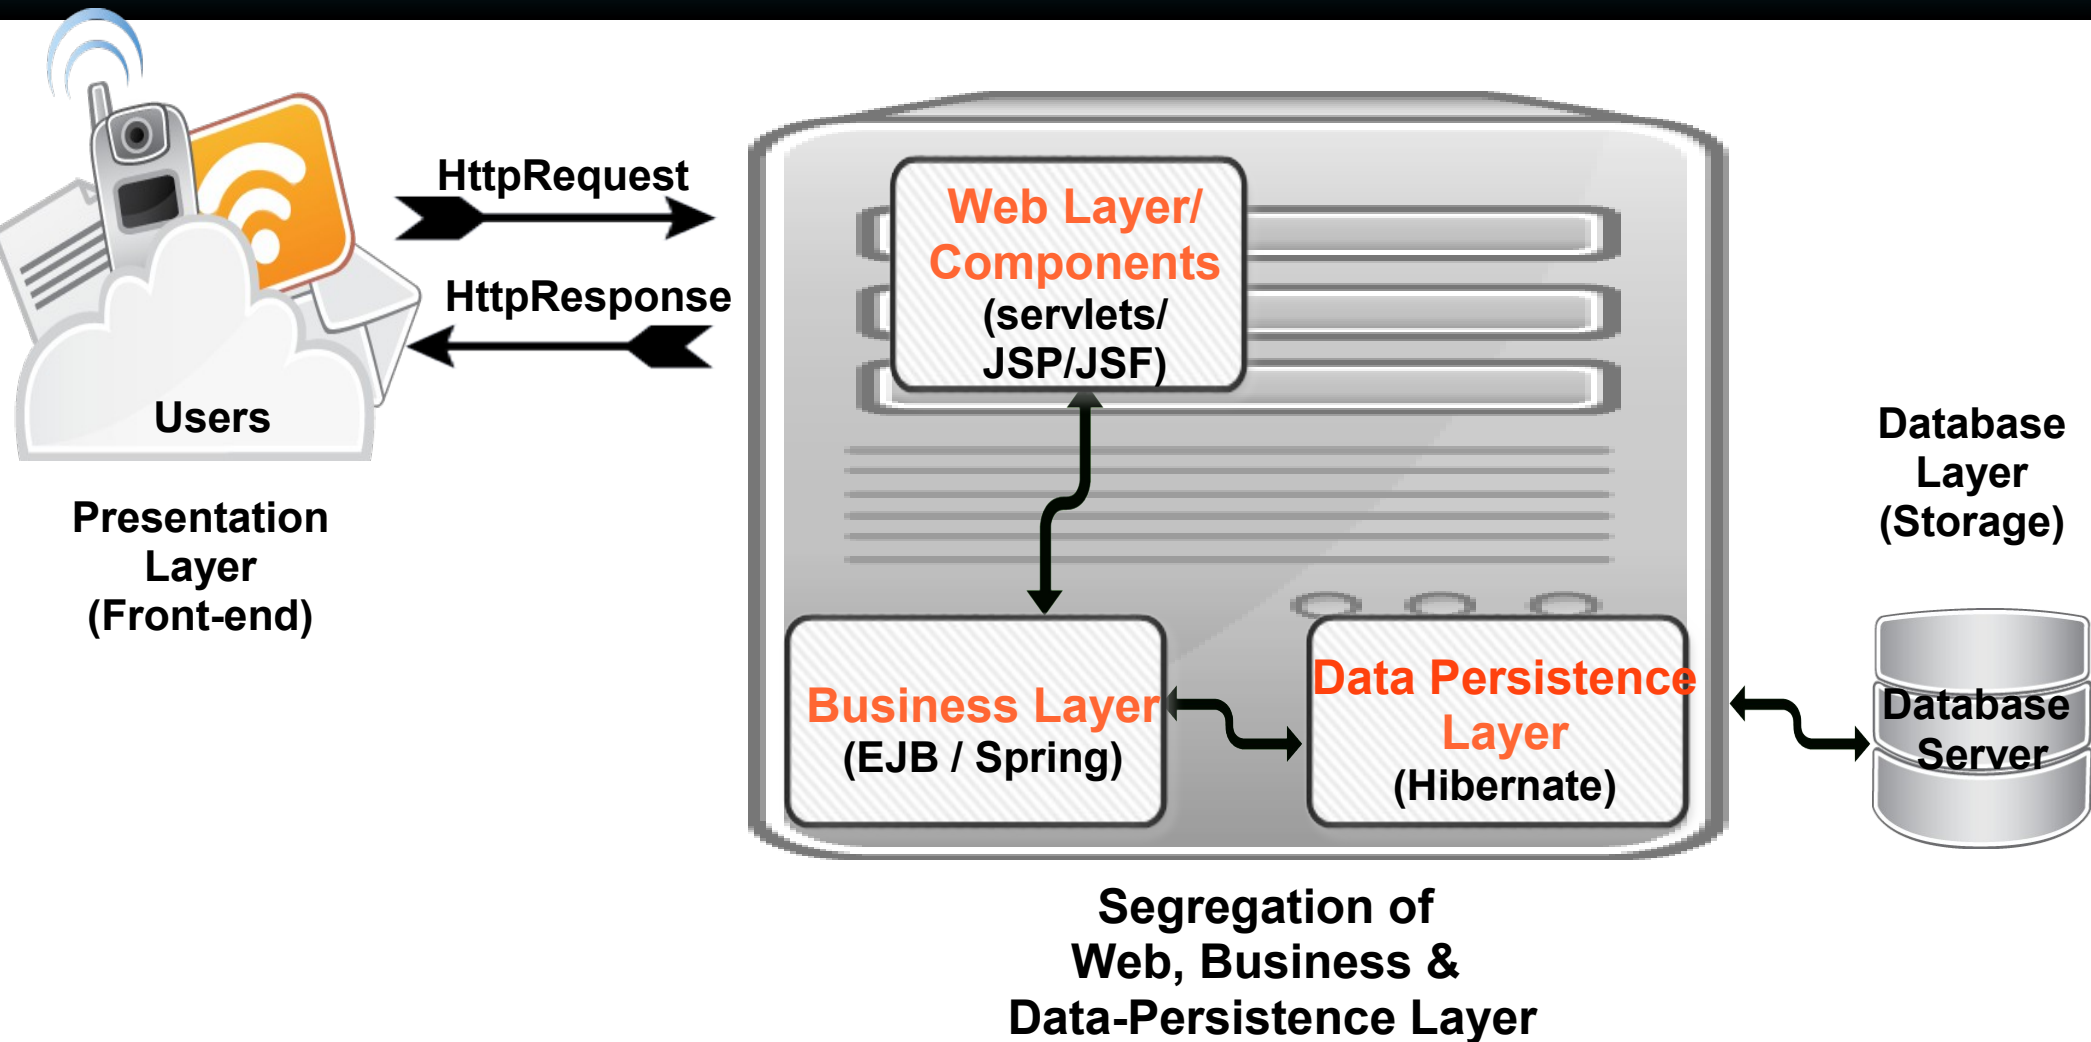 HttpRequest
HttpResponse
Users
Presentation
Layer
(Front-end)
Web Layer/
Components
(servlets/
JSP/JSF)
Business Layer
(EJB / Spring)
Data Persistence
Layer
(Hibernate)
Database
Layer
(Storage)
Database
Server
Segregation of
Web, Business &
Data-Persistence Layer